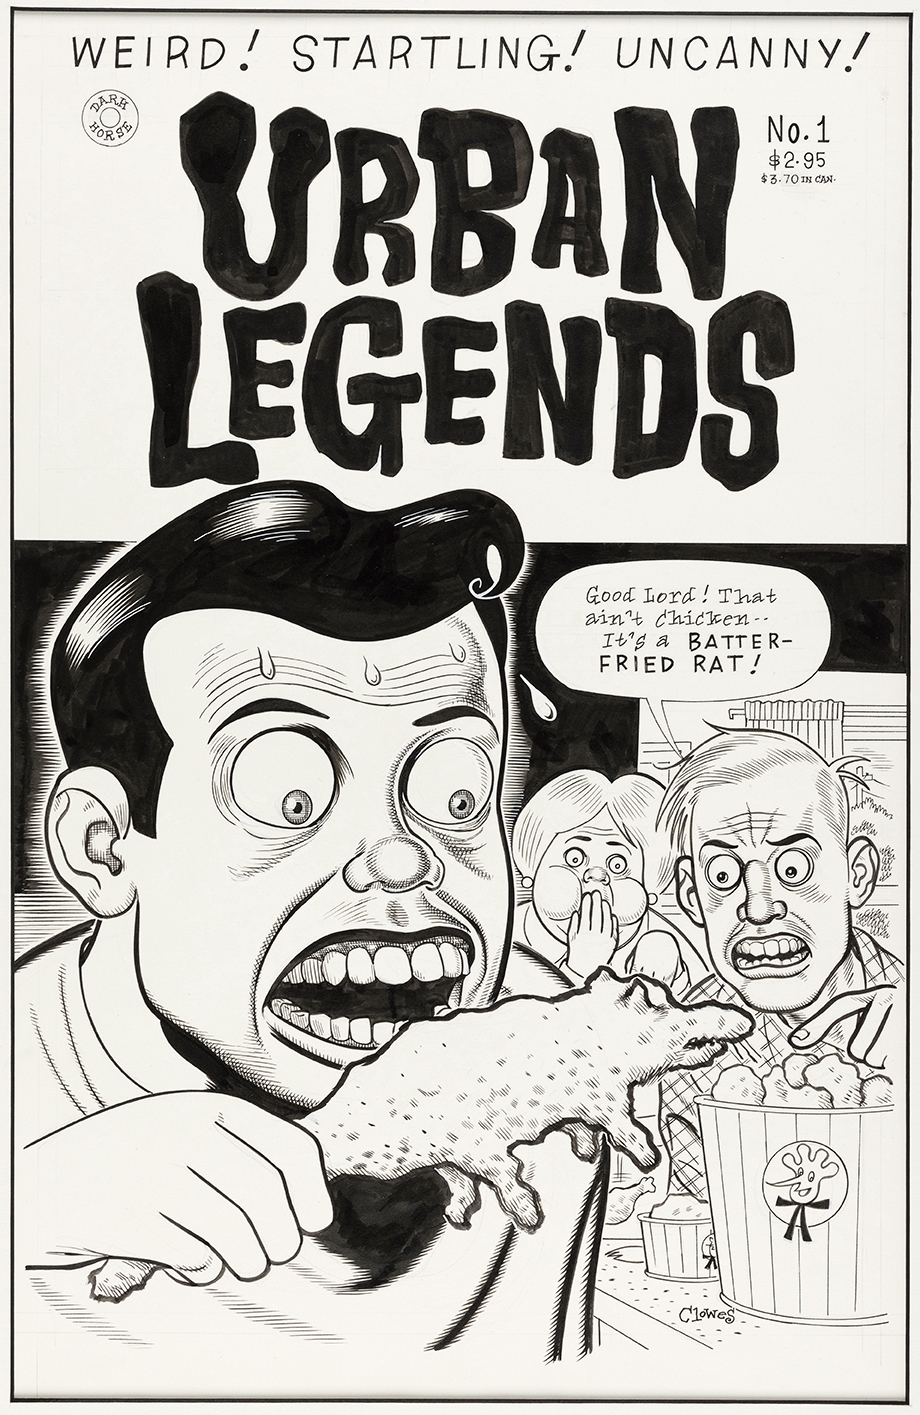 WEIRD! STARTLING! UNCANNY!
DARK
HORSE
URBAN
LEGENDS
No. 1
$2.95
$3.70 IN CAN.
Good Lord! That
ain't chicken--
It's a BATTER-
FRIED RAT!
Clowes